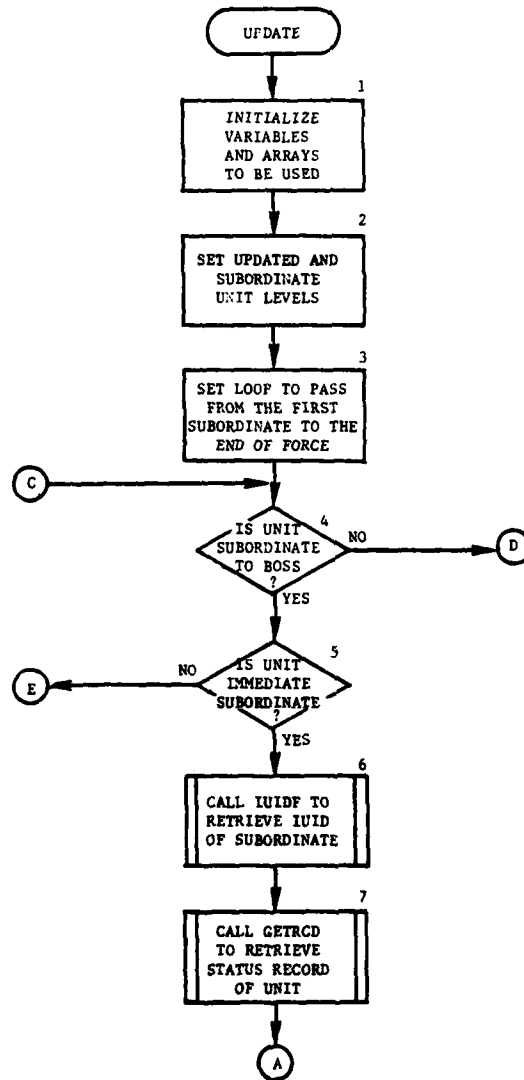 UPDATE
1
INITIALIZE
VARIABLES
AND ARRAYS
TO BE USED
2
SET UPDATED AND
SUBORDINATE
UNIT LEVELS
3
SET LOOP TO PASS
FROM THE FIRST
SUBORDINATE TO THE
END OF FORCE
C
4
IS UNIT
SUBORDINATE
TO BOSS
?
NO
D
YES
5
IS UNIT
IMMEDIATE
SUBORDINATE
?
NO
E
YES
6
CALL IUIDF TO
RETRIEVE IUID
OF SUBORDINATE
7
CALL GETRCD
TO RETRIEVE
STATUS RECORD
OF UNIT
A